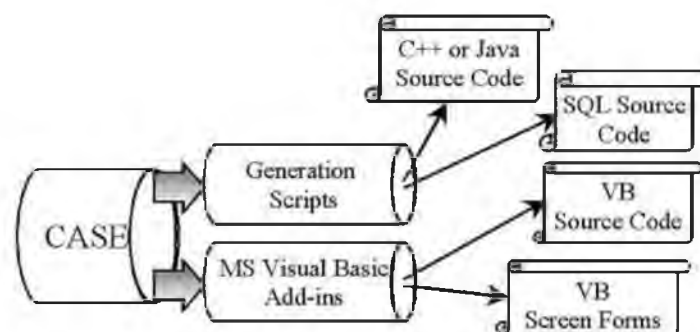 C++ or Java
Source Code
SQL Source
Code
Generation
Scripts
VB
Source Code
CASE
MS Visual Basic
Add-ins
VB
Screen Forms